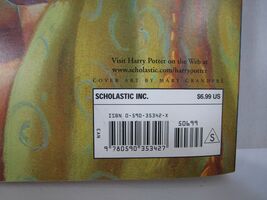 Visit Harry Potter on the Web at
www.scholastic.com/harrypotter
COVER ART BY MARY GRANDPRÉ
SCHOLASTIC INC.
$6.99 US
ISBN 0-590-35342-X
50699
EAN
9 780590 353427
S